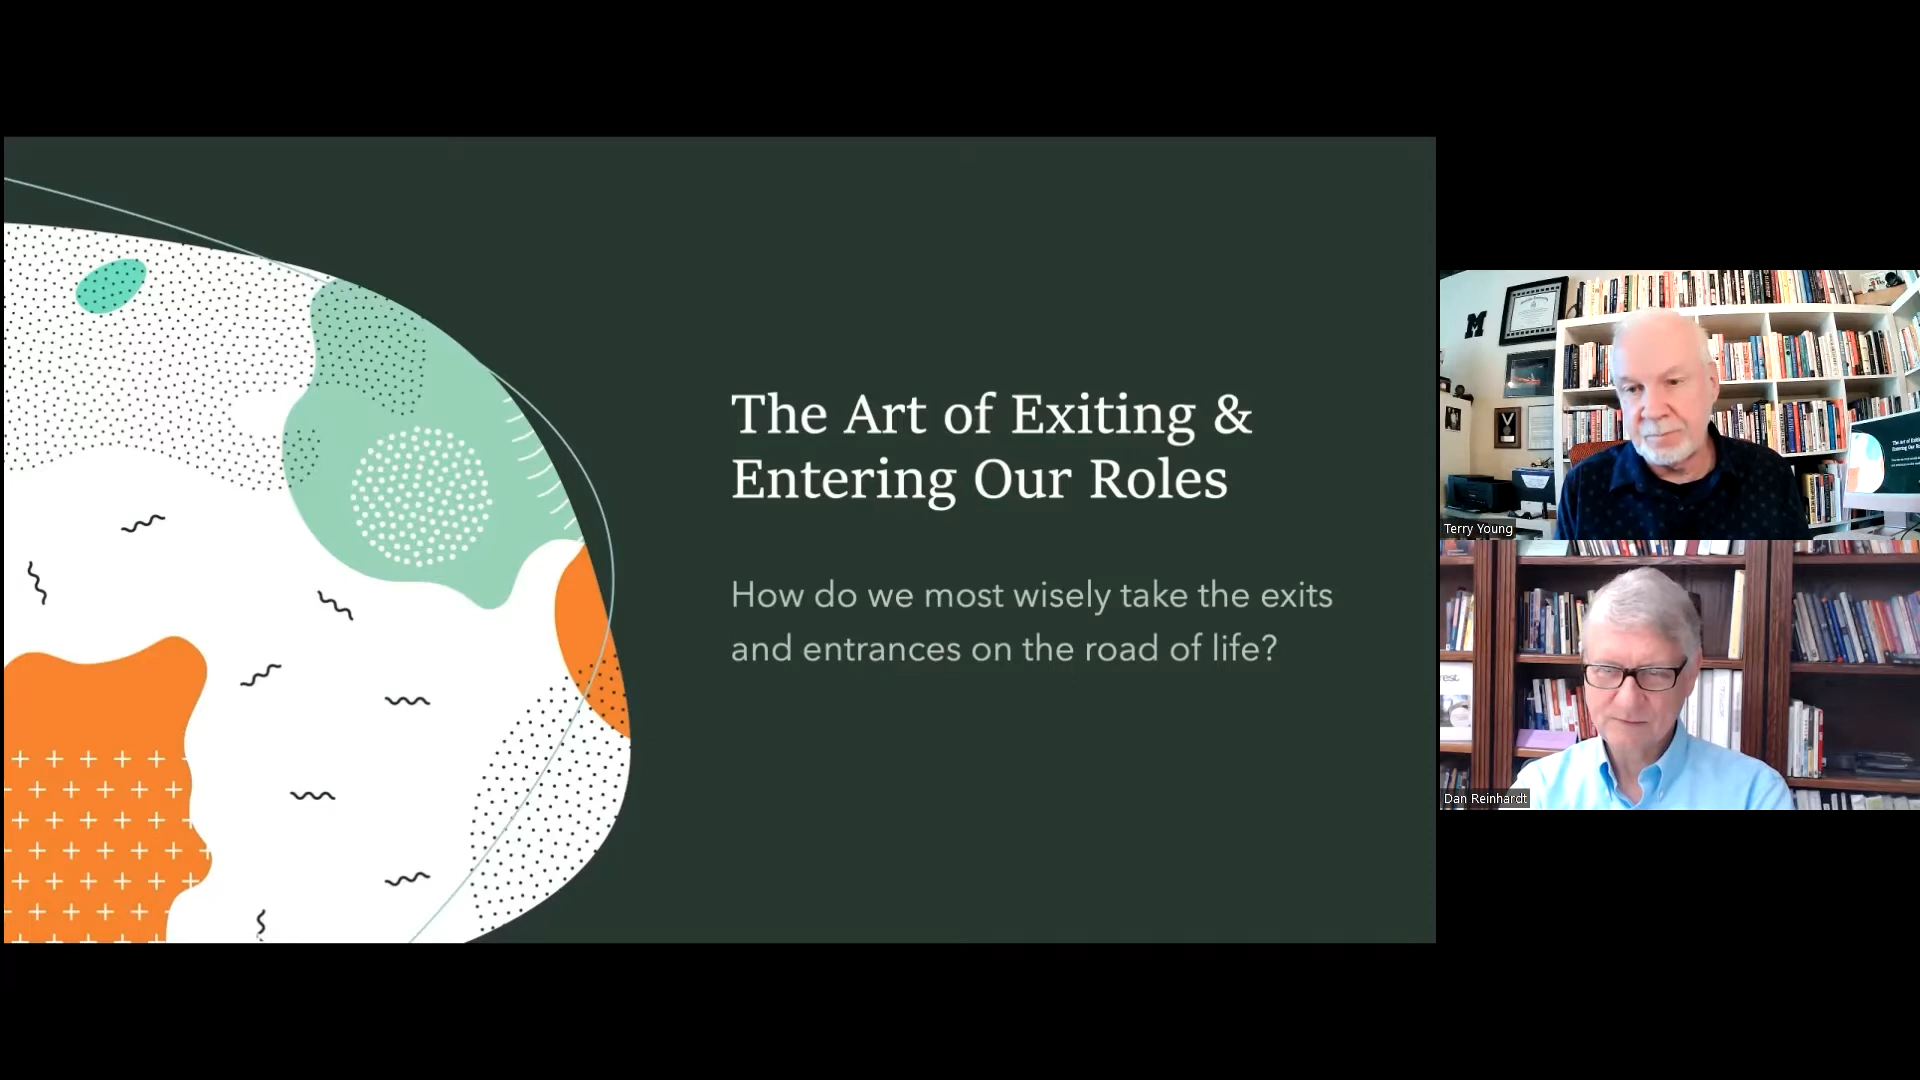 The Art of Exiting &
Entering Our Roles
How do we most wisely take the exits
and entrances on the road of life?
M
Terry Young
Dan Reinhardt